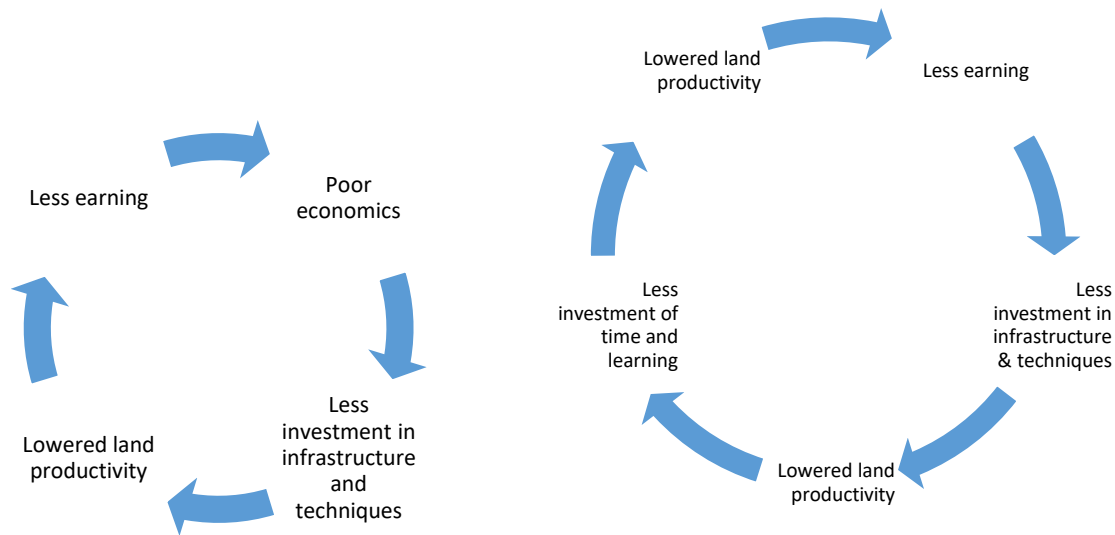 Less earning
Poor
economics
Less
investment in
infrastructure
and
techniques
Lowered land
productivity
Lowered land
productivity
Less earning
Less
investment in
infrastructure
& techniques
Lowered land
productivity
Less
investment of
time and
learning